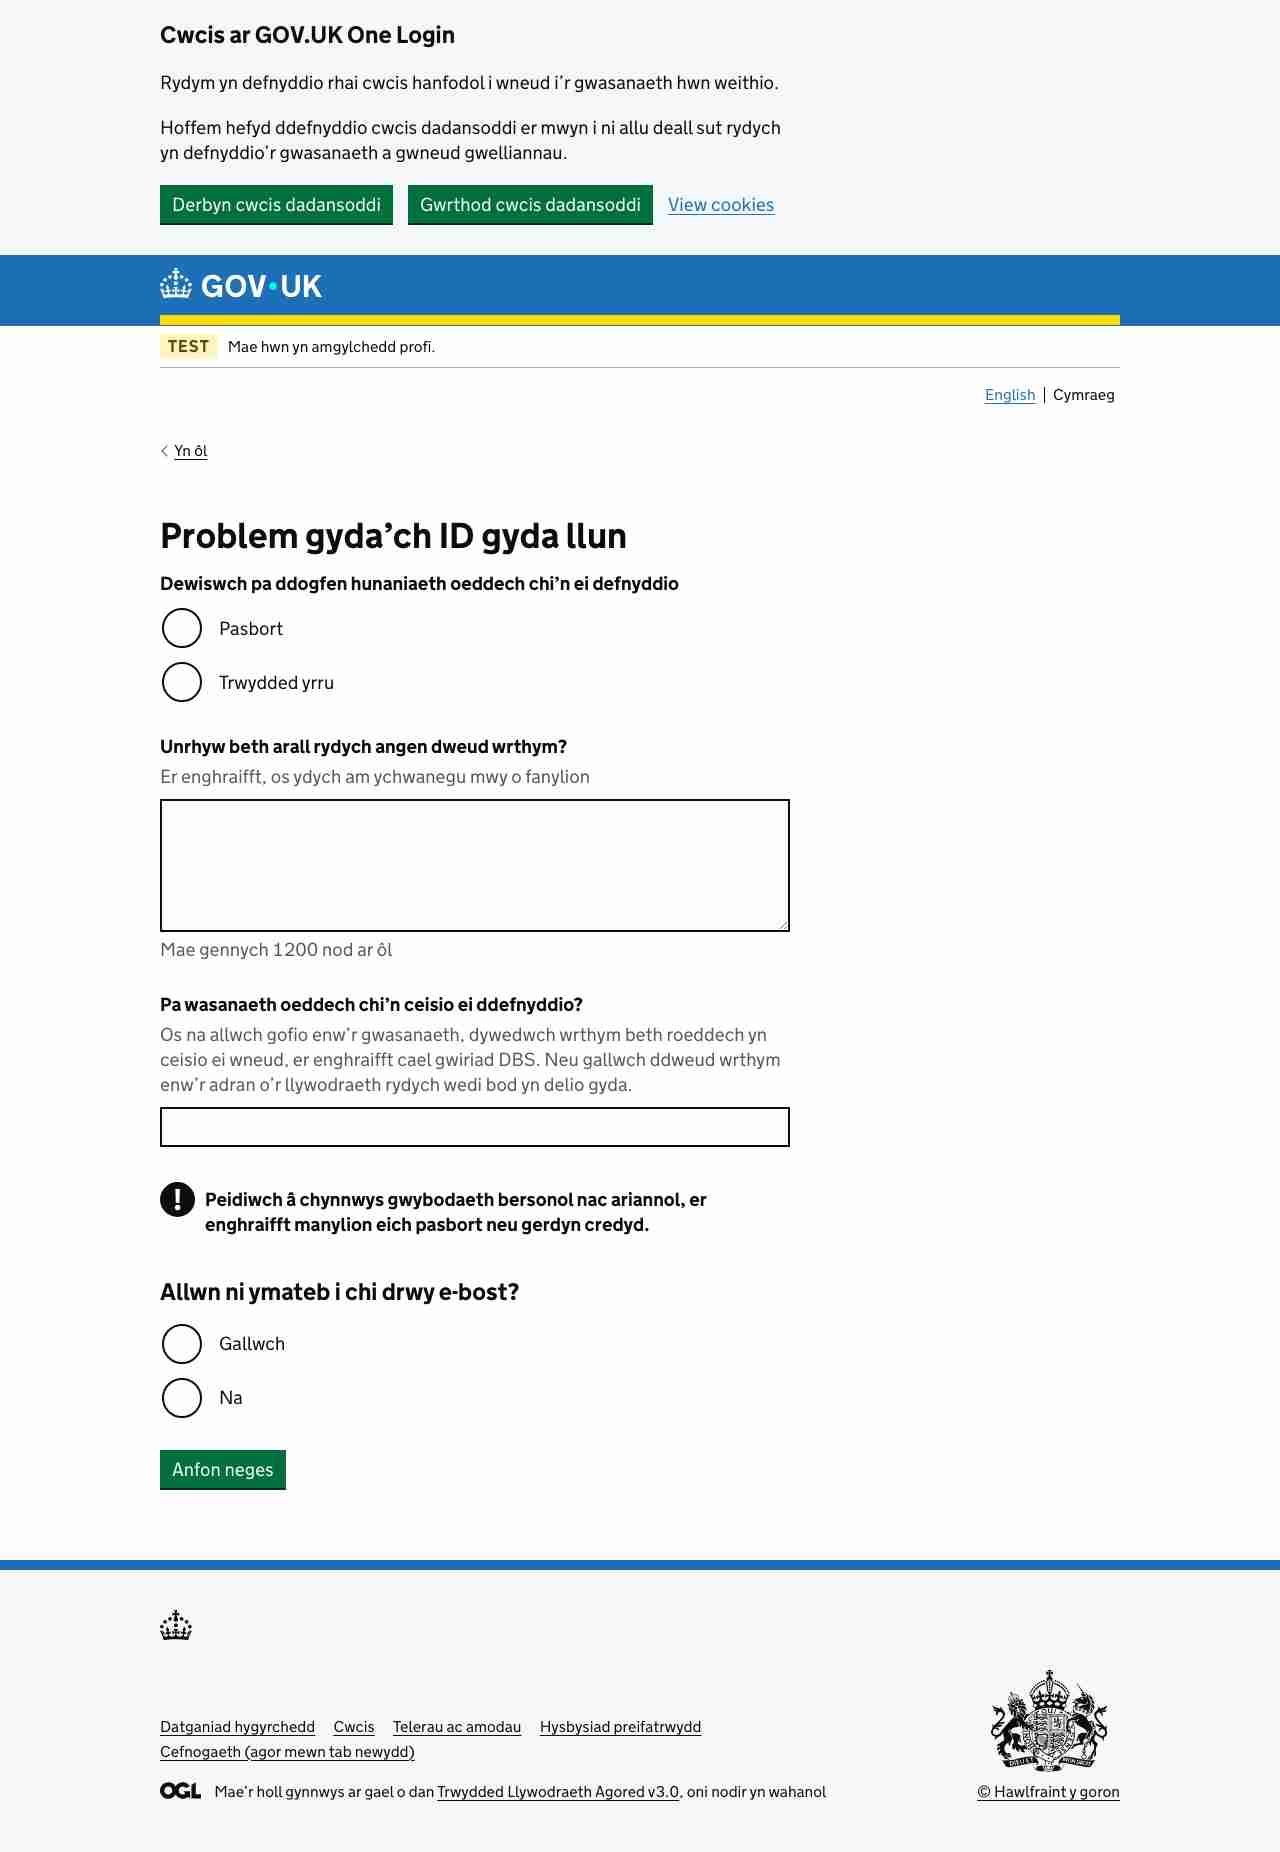 Cwcis ar GOV.UK One Login
Rydym yn defnyddio rhai cwcis hanfodol i wneud i’r gwasanaeth hwn weithio.
Hoffem hefyd ddefnyddio cwcis dadansoddi er mwyn i ni allu deall sut rydych
yn defnyddio’r gwasanaeth a gwneud gwelliannau.
Derbyn cwcis dadansoddi Gwrthod cwcis dadansoddi View cookies
GOV•UK
TEST Mae hwn yn amgylchedd profi.
English Cymraeg
Yn ôl
Problem gyda’ch ID gyda llun
Dewiswch pa ddogfen hunaniaeth oeddech chi’n ei defnyddio
Pasbort
Trwydded yrru
Unrhyw beth arall rydych angen dweud wrthym?
Er enghraifft, os ydych am ychwanegu mwy o fanylion
Mae gennych 1200 nod ar ôl
Pa wasanaeth oeddech chi’n ceisio ei ddefnyddio?
Os na allwch gofio enw’r gwasanaeth, dywedwch wrthym beth roeddech yn
ceisio ei wneud, er enghraifft cael gwiriad DBS. Neu gallwch ddweud wrthym
enw’r adran o’r llywodraeth rydych wedi bod yn delio gyda.
! Peidiwch â chynnwys gwybodaeth bersonol nac ariannol, er
enghraifft manylion eich pasbort neu gerdyn credyd.
Allwn ni ymateb i chi drwy e-bost?
Gallwch
Na
Anfon neges
Datganiad hygyrchedd Cwcis Telerau ac amodau Hysbysiad preifatrwydd
Cefnogaeth (agor mewn tab newydd)
OGL Mae’r holl gynnwys ar gael o dan Trwydded Llywodraeth Agored v3.0, oni nodir yn wahanol
© Hawlfraint y goron